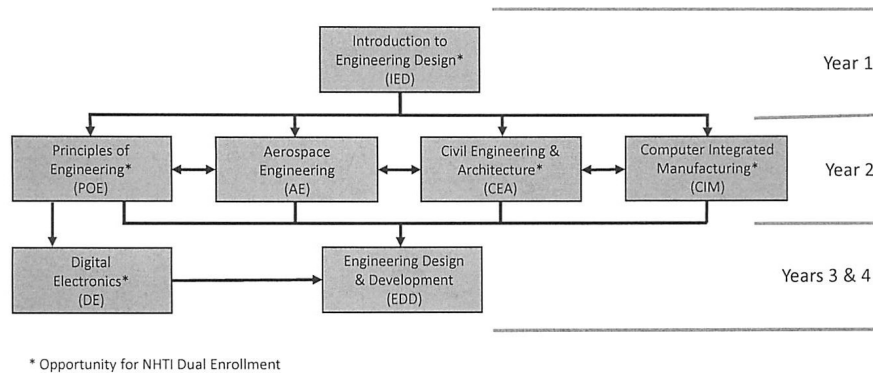 Introduction to
Engineering Design*
(IED)
Year 1
Principles of
Engineering*
(POE)
Aerospace
Engineering
(AE)
Civil Engineering &
Architecture*
(CEA)
Computer Integrated
Manufacturing*
(CIM)
Year 2
Digital
Electronics*
(DE)
Engineering Design
& Development
(EDD)
Years 3 & 4
* Opportunity for NHTI Dual Enrollment